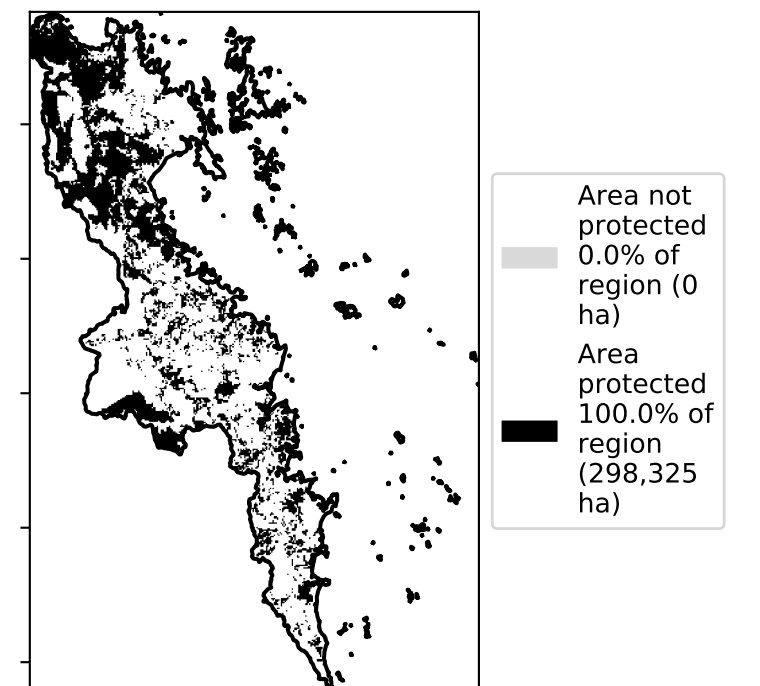 Area not
protected
0.0% of
region (0
ha)
Area
protected
100.0% of
region
(298,325
ha)